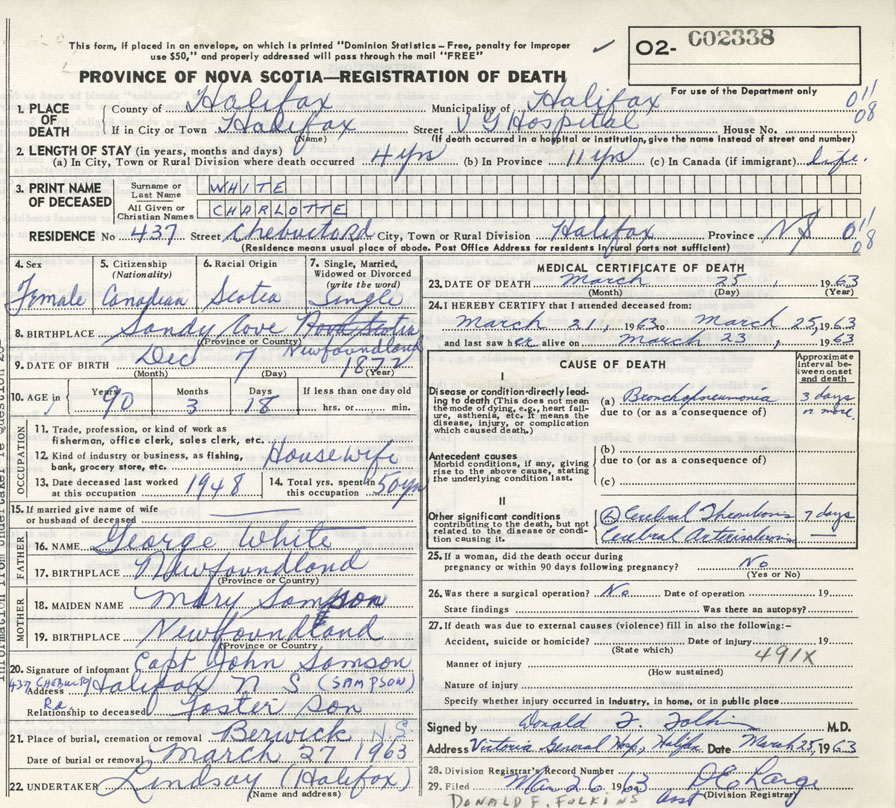 This form, if placed in an envelope, on which is printed "Dominion Statistics - Free, penalty for improper
use $50," and properly addressed will pass through the mail "FREE"
✓ O2- C02338
PROVINCE OF NOVA SCOTIA—REGISTRATION OF DEATH
For use of the Department only
1. PLACE OF DEATH
County of Halifax Municipality of Halifax 011
If in City or Town Halifax Street V G Hospital House No. 08
(Name) (If death occurred in a hospital or institution, give the name instead of street and number)
2. LENGTH OF STAY (in years, months and days)
(a) In City, Town or Rural Division where death occurred 4 yrs (b) In Province 11 yrs (c) In Canada (if immigrant) life.
3. PRINT NAME OF DECEASED
Surname or Last Name WHITE
All Given or Christian Names CHARLOTTE
RESIDENCE No 437 Street Chebucto Rd City, Town or Rural Division Halifax Province NS 011
08
(Residence means usual place of abode. Post Office Address for residents in rural parts not sufficient)
4. Sex 5. Citizenship (Nationality) 6. Racial Origin 7. Single, Married, Widowed or Divorced (write the word)
Female Canadian Scotia Single
8. BIRTHPLACE Sandy Cove Nova Scotia
(Province or Country) Newfoundland
9. DATE OF BIRTH Dec 7 1872
(Month) (Day) (Year)
10. AGE in Years Months Days If less than one day old
90 3 18 hrs. or min.
OCCUPATION
11. Trade, profession, or kind of work as
fisherman, office clerk, sales clerk, etc.
12. Kind of industry or business, as fishing,
bank, grocery store, etc. Housewife
13. Date deceased last worked at this occupation 1948 14. Total yrs. spent in this occupation 50 yrs
15. If married give name of wife
or husband of deceased
FATHER
16. NAME George White
17. BIRTHPLACE Newfoundland
(Province or Country)
MOTHER
18. MAIDEN NAME Mary Sampson
19. BIRTHPLACE Newfoundland
(Province or Country)
20. Signature of informant Capt John Samson
437 CHEBUCTO Rd Address Halifax N S (SAMPSON)
Relationship to deceased Foster Son
21. Place of burial, cremation or removal Berwick N.S
Date of burial or removal March 27 1963
22. UNDERTAKER Lindsay (Halifax)
(Name and address)
MEDICAL CERTIFICATE OF DEATH
23. DATE OF DEATH March 25, 1963
(Month) (Day) (Year)
24. I HEREBY CERTIFY that I attended deceased from:
March 21, 1963 to March 25, 1963
and last saw her alive on March 23, 1963
CAUSE OF DEATH
Approximate interval between onset and death
I
Disease or condition directly leading
to death (This does not mean
the mode of dying, e.g., heart failure,
asthenia, etc. It means the
disease, injury, or complication
which caused death.)
(a) Bronchopneumonia 3 days or more.
due to (or as a consequence of)
Antecedent causes
Morbid conditions, if any, giving
rise to the above cause, stating
the underlying condition last.
(b)
due to (or as a consequence of)
(c)
II
Other significant conditions
contributing to the death, but not
related to the disease or condition
causing it.
Cerebral Thrombosis 7 days
Cerebral Arteriosclerosis —
25. If a woman, did the death occur during
pregnancy or within 90 days following pregnancy? No
(Yes or No)
26. Was there a surgical operation? No Date of operation 19
State findings Was there an autopsy?
27. If death was due to external causes (violence) fill in also the following:-
Accident, suicide or homicide? Date of injury 19
(State which) 491X
Manner of injury
(How sustained)
Nature of injury
Specify whether injury occurred in industry, in home, or in public place
Signed by Donald F. Folkins M.D.
Address Victoria General Hosp, Halifax Date March 25, 1963
28. Division Registrar's Record Number
29. Filed Mar 26 1963 D E Large
DONALD F. FOLKINS Asst (Division Registrar)